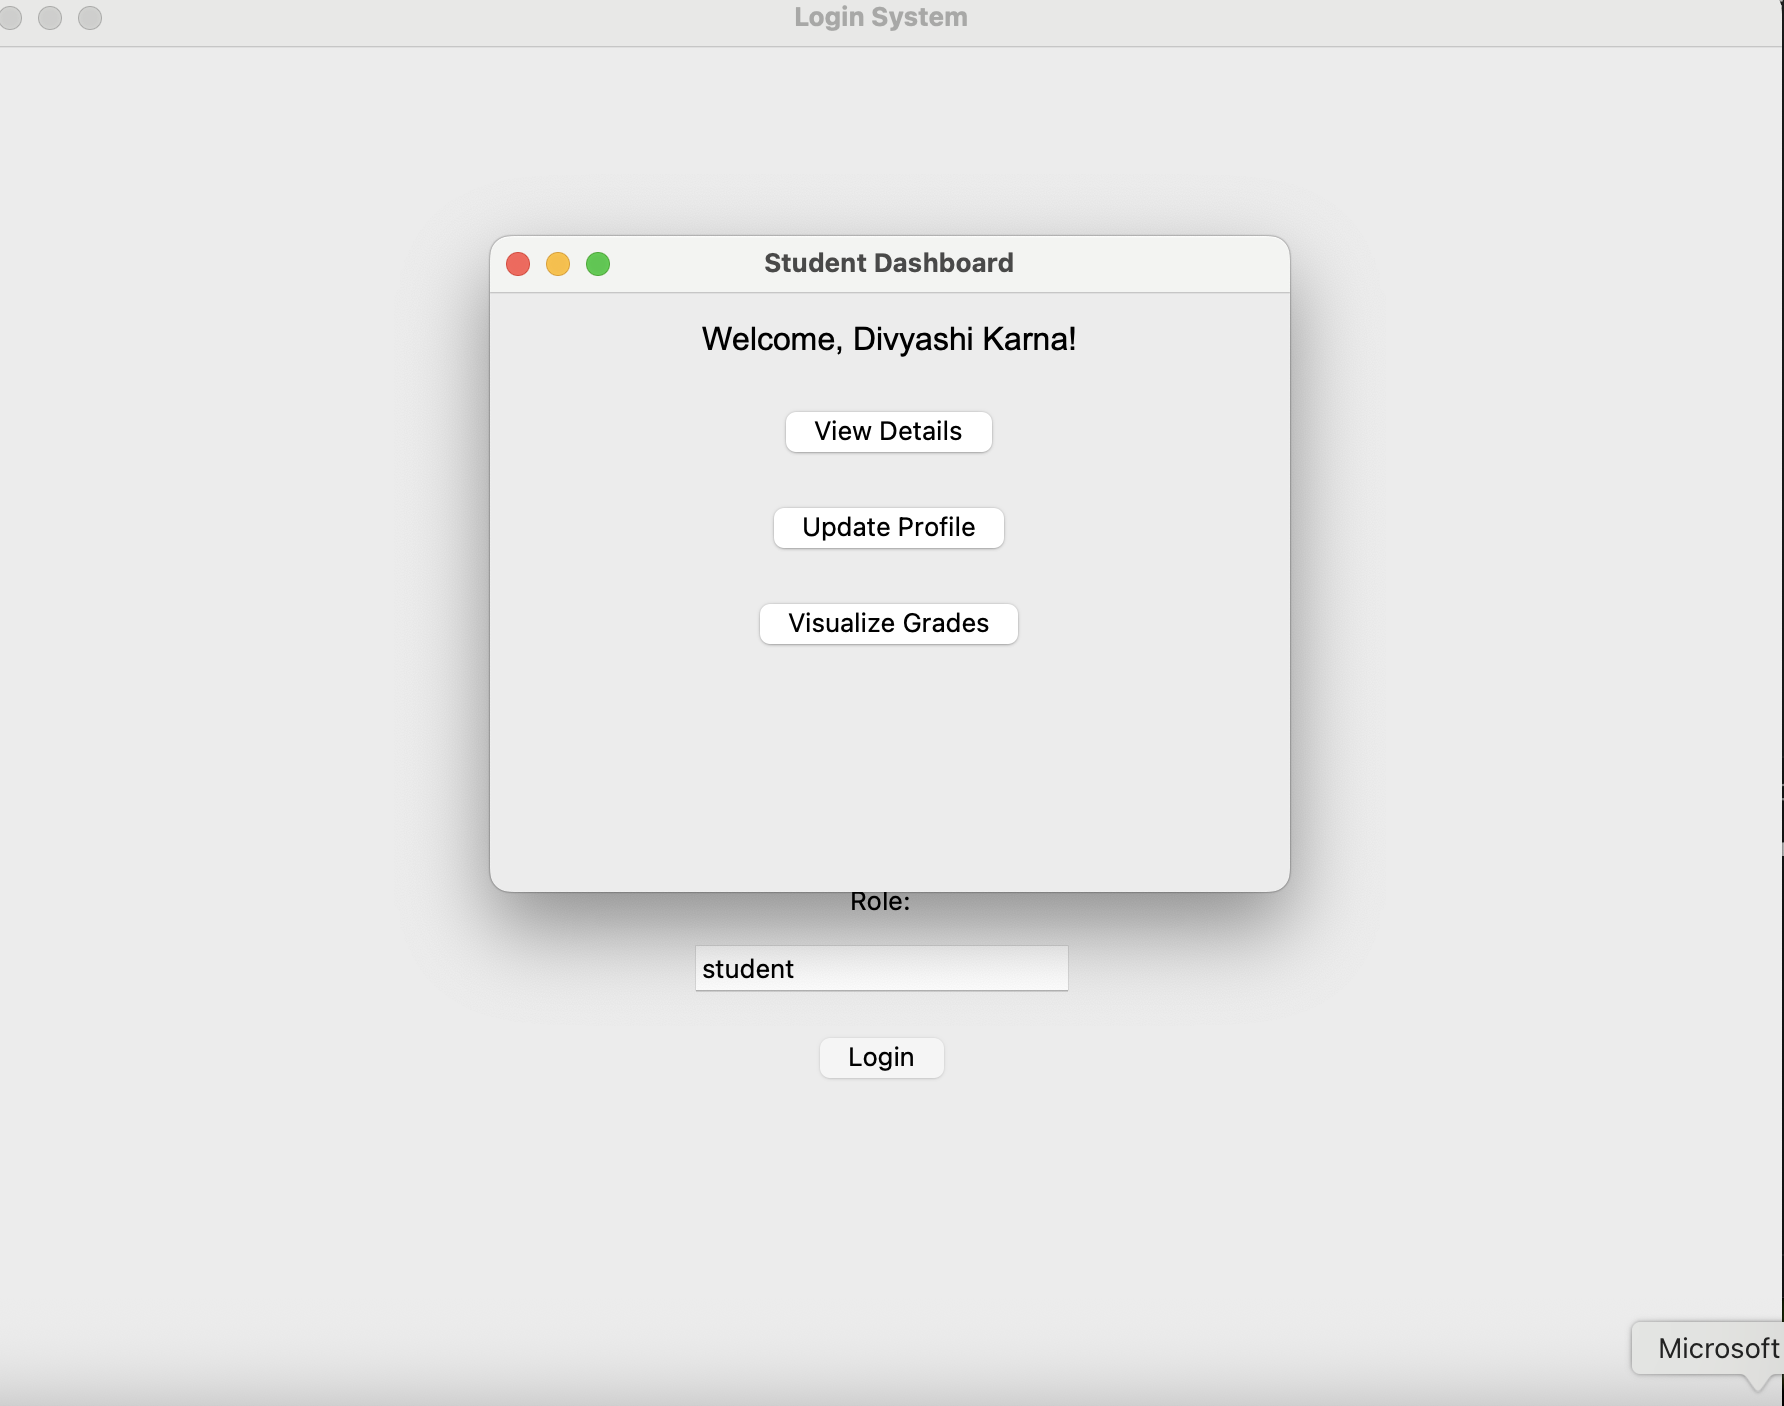 Login System
Student Dashboard
Welcome, Divyashi Karna!
View Details
Update Profile
Visualize Grades
Role:
student
Login
Microsoft